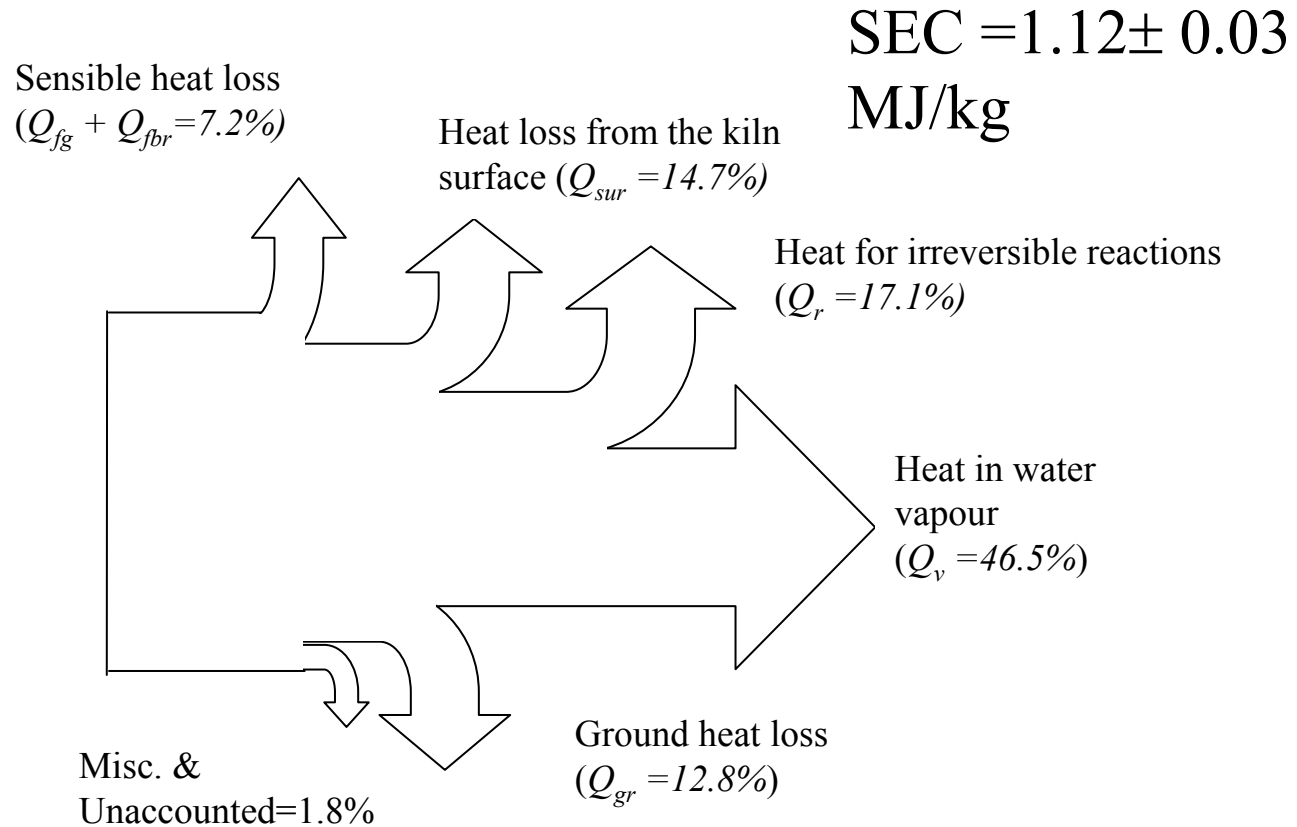 SEC =1.12± 0.03
MJ/kg
Sensible heat loss
(Qfg + Qfbr=7.2%)
Heat loss from the kiln
surface (Qsur =14.7%)
Heat for irreversible reactions
(Qr =17.1%)
Heat in water
vapour
(Qv =46.5%)
Ground heat loss
(Qgr =12.8%)
Misc. &
Unaccounted=1.8%